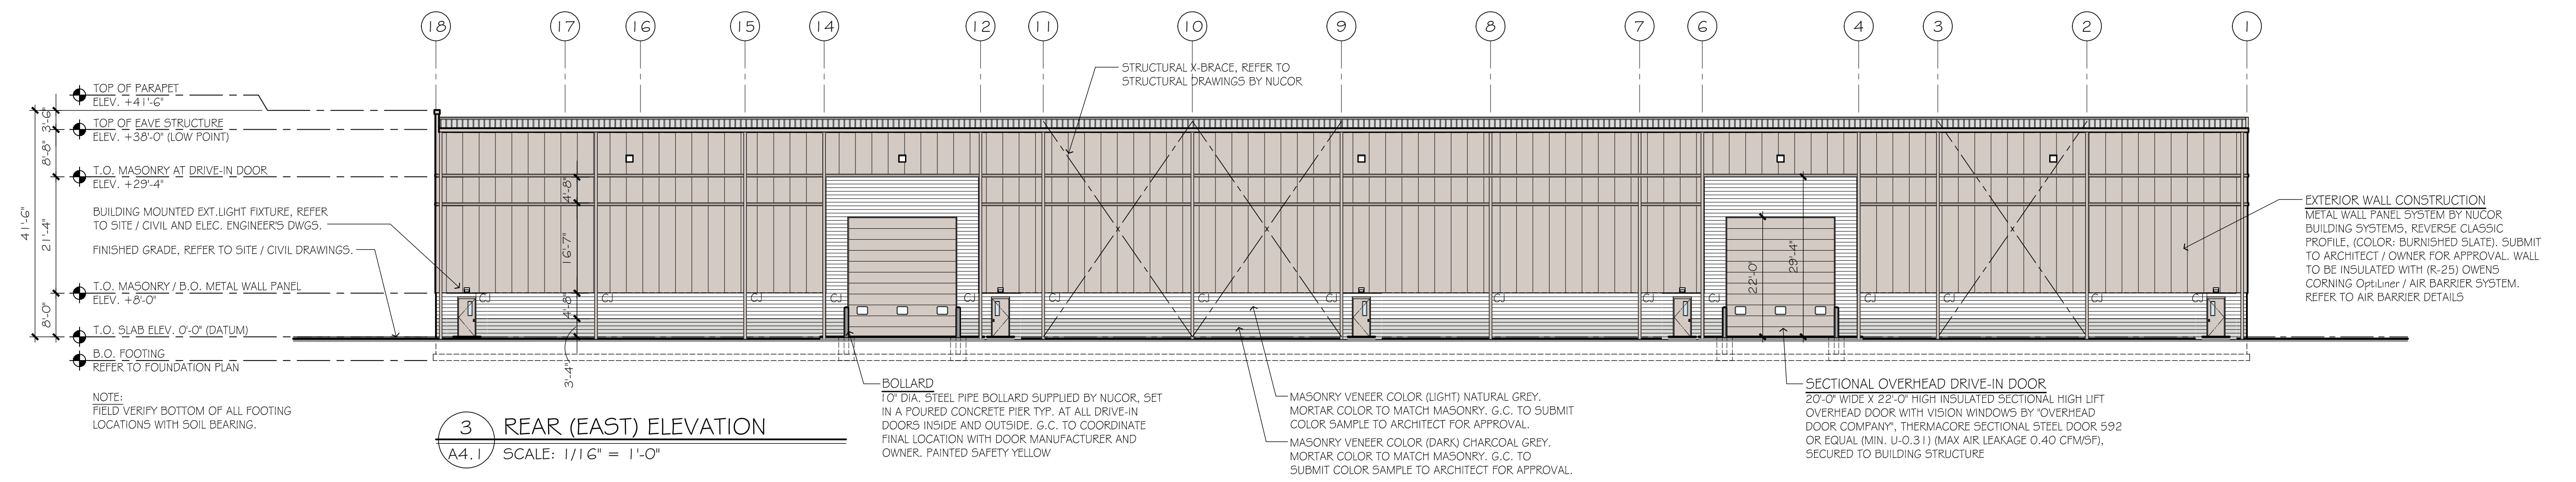 18 17 16 15 14 12 11 10 9 8 7 6 4 3 2 1
STRUCTURAL X-BRACE, REFER TO
STRUCTURAL DRAWINGS BY NUCOR
TOP OF PARAPET
ELEV. +41'-6"
TOP OF EAVE STRUCTURE
ELEV. +38'-0" (LOW POINT)
T.O. MASONRY AT DRIVE-IN DOOR
ELEV. +29'-4"
BUILDING MOUNTED EXT.LIGHT FIXTURE, REFER
TO SITE / CIVIL AND ELEC. ENGINEER'S DWGS.
FINISHED GRADE, REFER TO SITE / CIVIL DRAWINGS.
T.O. MASONRY / B.O. METAL WALL PANEL
ELEV. +8'-0"
T.O. SLAB ELEV. 0'-0" (DATUM)
B.O. FOOTING
REFER TO FOUNDATION PLAN
NOTE:
FIELD VERIFY BOTTOM OF ALL FOOTING
LOCATIONS WITH SOIL BEARING.
41'-6"
3'-6"
8'-8"
21'-4"
8'-0"
4'-8"
16'-7"
4'-8"
3'-4"
CJ CJ CJ CJ CJ CJ CJ CJ CJ CJ CJ CJ CJ CJ CJ CJ
22'-0"
29'-4"
EXTERIOR WALL CONSTRUCTION
METAL WALL PANEL SYSTEM BY NUCOR
BUILDING SYSTEMS, REVERSE CLASSIC
PROFILE, (COLOR: BURNISHED SLATE). SUBMIT
TO ARCHITECT / OWNER FOR APPROVAL. WALL
TO BE INSULATED WITH (R-25) OWENS
CORNING OptiLiner / AIR BARRIER SYSTEM.
REFER TO AIR BARRIER DETAILS
3
A4.1
REAR (EAST) ELEVATION
SCALE: 1/16" = 1'-0"
BOLLARD
10" DIA. STEEL PIPE BOLLARD SUPPLIED BY NUCOR, SET
IN A POURED CONCRETE PIER TYP. AT ALL DRIVE-IN
DOORS INSIDE AND OUTSIDE. G.C. TO COORDINATE
FINAL LOCATION WITH DOOR MANUFACTURER AND
OWNER. PAINTED SAFETY YELLOW
MASONRY VENEER COLOR (LIGHT) NATURAL GREY.
MORTAR COLOR TO MATCH MASONRY. G.C. TO SUBMIT
COLOR SAMPLE TO ARCHITECT FOR APPROVAL.
MASONRY VENEER COLOR (DARK) CHARCOAL GREY.
MORTAR COLOR TO MATCH MASONRY. G.C. TO
SUBMIT COLOR SAMPLE TO ARCHITECT FOR APPROVAL.
SECTIONAL OVERHEAD DRIVE-IN DOOR
20'-0" WIDE X 22'-0" HIGH INSULATED SECTIONAL HIGH LIFT
OVERHEAD DOOR WITH VISION WINDOWS BY "OVERHEAD
DOOR COMPANY", THERMACORE SECTIONAL STEEL DOOR 592
OR EQUAL (MIN. U-0.31) (MAX AIR LEAKAGE 0.40 CFM/SF),
SECURED TO BUILDING STRUCTURE